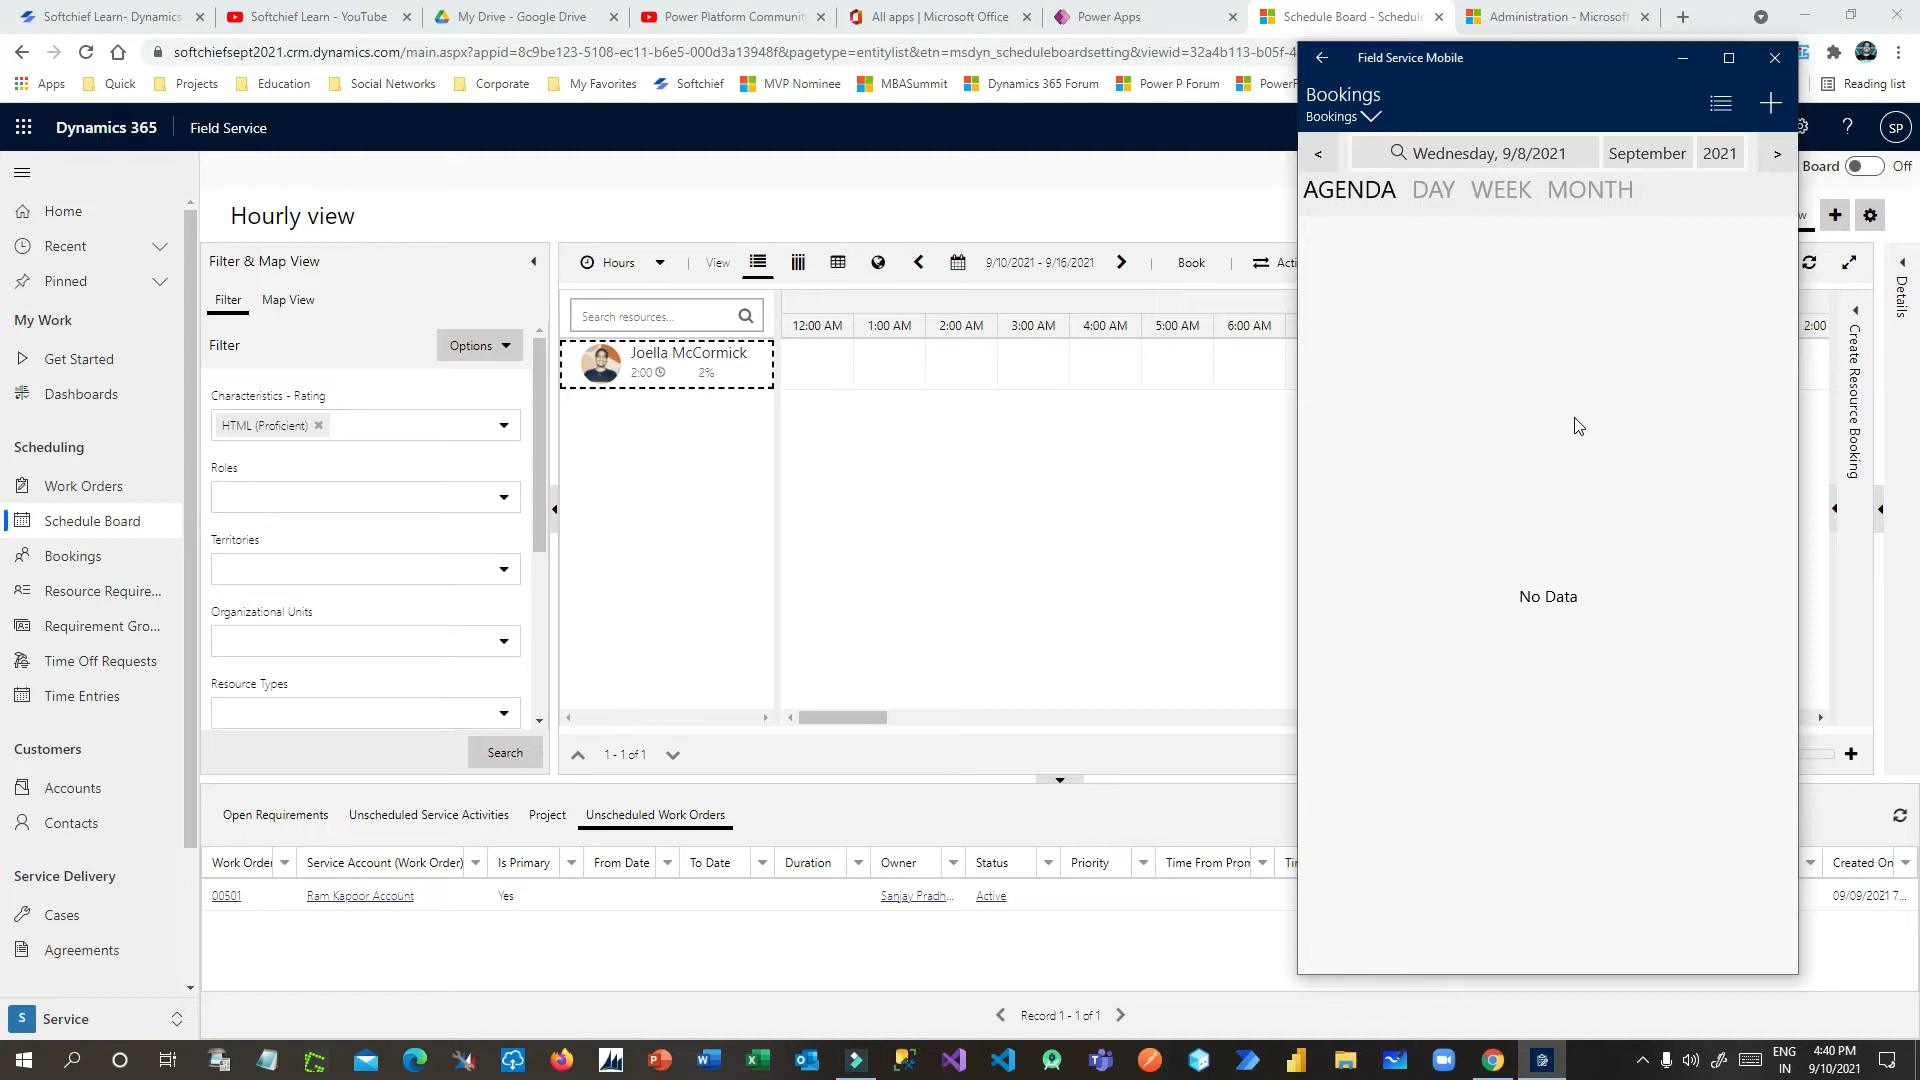 Softchief Learn- Dynamics
Softchief Learn - YouTube
My Drive - Google Drive
Power Platform Communit
All apps | Microsoft Office
Power Apps
Schedule Board - Schedule
Administration - Microsoft
softchiefsept2021.crm.dynamics.com/main.aspx?appid=8c9be123-5108-ec11-b6e5-000d3a13948f&pagetype=entitylist&etn=msdyn_scheduleboardsetting&viewid=32a4b113-b05f-4
Apps
Quick
Projects
Education
Social Networks
Corporate
My Favorites
Softchief
MVP Nominee
MBASummit
Dynamics 365 Forum
Power P Forum
PowerF
Reading list
Dynamics 365
Field Service
?
SP
Board
Off
Home
Recent
Pinned
My Work
Get Started
Dashboards
Scheduling
Work Orders
Schedule Board
Bookings
Resource Require...
Requirement Gro...
Time Off Requests
Time Entries
Customers
Accounts
Contacts
Service Delivery
Cases
Agreements
S
Service
Hourly view
Filter & Map View
Filter
Map View
Filter
Options
Characteristics - Rating
HTML (Proficient)
Roles
Territories
Organizational Units
Resource Types
Search
Hours
View
9/10/2021 - 9/16/2021
Book
Acti
Search resources...
12:00 AM
1:00 AM
2:00 AM
3:00 AM
4:00 AM
5:00 AM
6:00 AM
2:00
Joella McCormick
2:00
2%
1 - 1 of 1
Details
Create Resource Booking
Field Service Mobile
Bookings
Bookings
<
Wednesday, 9/8/2021
September
2021
>
AGENDA
DAY
WEEK
MONTH
No Data
Open Requirements
Unscheduled Service Activities
Project
Unscheduled Work Orders
Work Order
Service Account (Work Order)
Is Primary
From Date
To Date
Duration
Owner
Status
Priority
Time From Pron
Tir
Created On
00501
Ram Kapoor Account
Yes
Sanjay Pradh...
Active
09/09/2021 7...
Record 1 - 1 of 1
ENG
IN
4:40 PM
9/10/2021